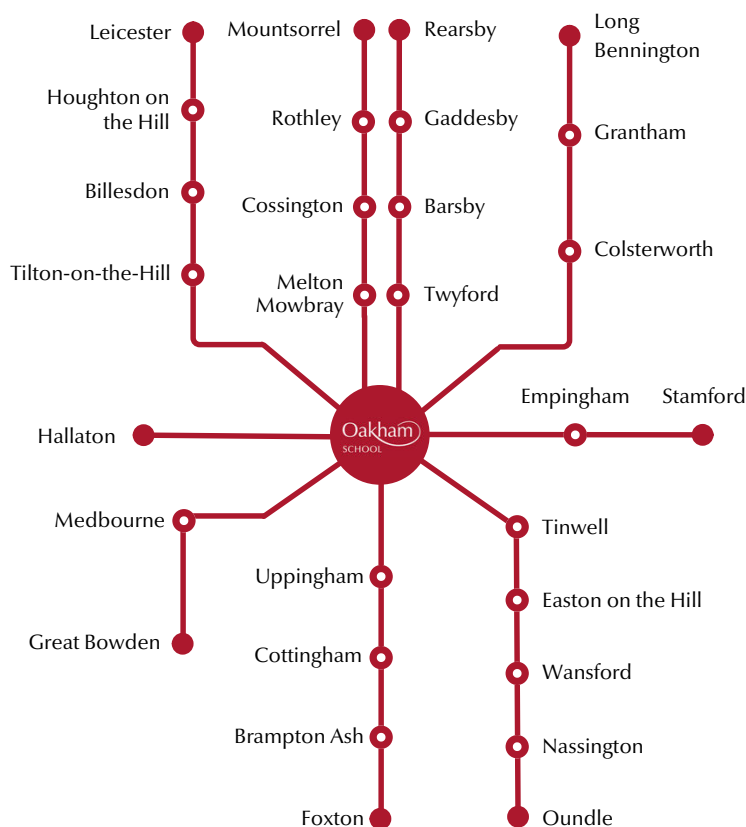 Leicester
Mountsorrel
Rearsby
Long
Bennington
Houghton on
the Hill
Rothley
Gaddesby
Grantham
Billesdon
Cossington
Barsby
Colsterworth
Tilton-on-the-Hill
Melton
Mowbray
Twyford
Empingham
Stamford
Hallaton
Oakham
SCHOOL
Medbourne
Tinwell
Uppingham
Easton on the Hill
Great Bowden
Cottingham
Wansford
Brampton Ash
Nassington
Foxton
Oundle